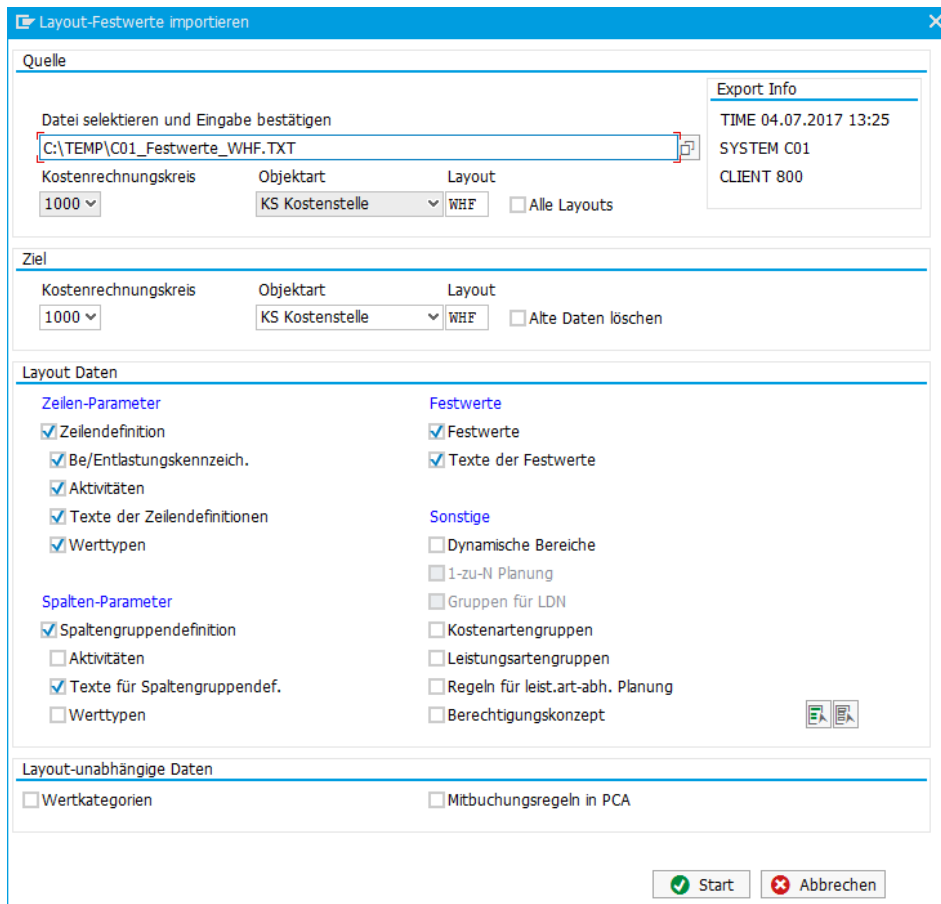 Layout-Festwerte importieren
Quelle
Export Info
TIME 04.07.2017 13:25
SYSTEM C01
CLIENT 800
Datei selektieren und Eingabe bestätigen
C:\TEMP\C01_Festwerte_WHF.TXT
Kostenrechnungskreis Objektart Layout
1000 KS Kostenstelle WHF Alle Layouts
Ziel
Kostenrechnungskreis Objektart Layout
1000 KS Kostenstelle WHF Alte Daten löschen
Layout Daten
Zeilen-Parameter
Zeilendefinition
Be/Entlastungskennzeich.
Aktivitäten
Texte der Zeilendefinitionen
Werttypen
Spalten-Parameter
Spaltengruppendefinition
Aktivitäten
Texte für Spaltengruppendef.
Werttypen
Festwerte
Festwerte
Texte der Festwerte
Sonstige
Dynamische Bereiche
1-zu-N Planung
Gruppen für LDN
Kostenartengruppen
Leistungsartengruppen
Regeln für leist.art-abh. Planung
Berechtigungskonzept
Layout-unabhängige Daten
Wertkategorien Mitbuchungsregeln in PCA
Start Abbrechen